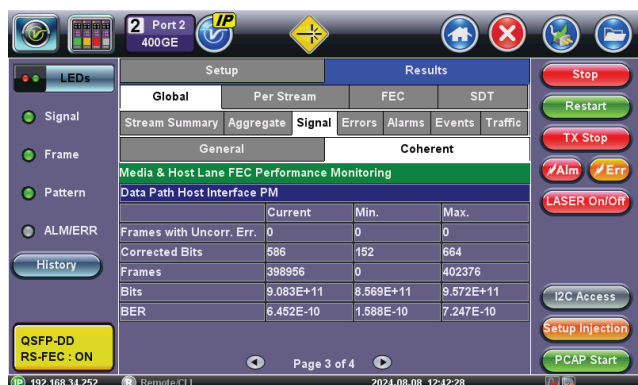 2 Port 2
400GE
IP
LEDs
Signal
Frame
Pattern
ALM/ERR
History
QSFP-DD
RS-FEC : ON
Setup Results
Global Per Stream FEC SDT
Stream Summary Aggregate Signal Errors Alarms Events Traffic
General Coherent
Media & Host Lane FEC Performance Monitoring
Data Path Host Interface PM
Current Min. Max.
Frames with Uncorr. Err. 0 0 0
Corrected Bits 586 152 664
Frames 398956 0 402376
Bits 9.083E+11 8.569E+11 9.572E+11
BER 6.452E-10 1.588E-10 7.247E-10
Page 3 of 4
Stop
Restart
TX Stop
Alm Err
LASER On/Off
I2C Access
Setup Injection
PCAP Start
IP 192.168.34.252 R Remote/CLI 2024-08-08 12:42:28